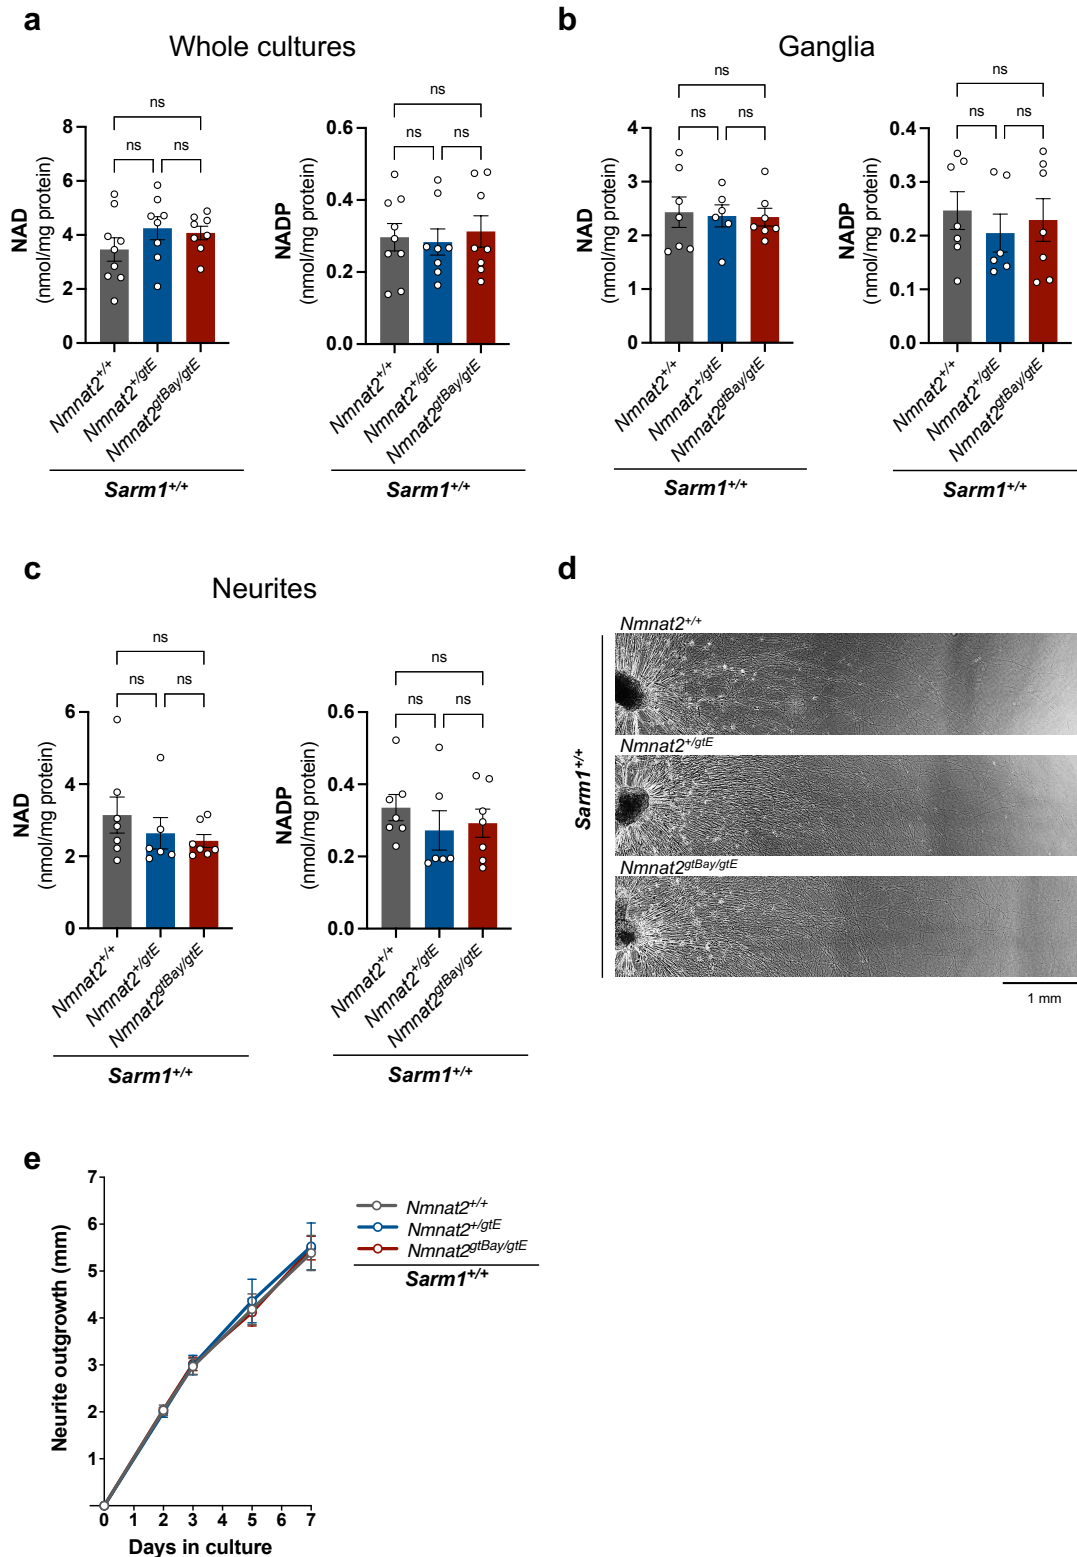 a
Whole cultures
ns
ns
ns
NAD
(nmol/mg protein)
8
6
4
2
0
Nmnat2+/+
Nmnat2+/gtE
Nmnat2gtBay/gtE
Sarm1+/+
ns
ns
ns
NADP
(nmol/mg protein)
0.6
0.4
0.2
0.0
Nmnat2+/+
Nmnat2+/gtE
Nmnat2gtBay/gtE
Sarm1+/+
b
Ganglia
ns
ns
ns
NAD
(nmol/mg protein)
4
3
2
1
0
Nmnat2+/+
Nmnat2+/gtE
Nmnat2gtBay/gtE
Sarm1+/+
ns
ns
ns
NADP
(nmol/mg protein)
0.4
0.3
0.2
0.1
0.0
Nmnat2+/+
Nmnat2+/gtE
Nmnat2gtBay/gtE
Sarm1+/+
c
Neurites
ns
ns
ns
NAD
(nmol/mg protein)
6
4
2
0
Nmnat2+/+
Nmnat2+/gtE
Nmnat2gtBay/gtE
Sarm1+/+
ns
ns
ns
NADP
(nmol/mg protein)
0.6
0.4
0.2
0.0
Nmnat2+/+
Nmnat2+/gtE
Nmnat2gtBay/gtE
Sarm1+/+
d
Sarm1+/+
Nmnat2+/+
Nmnat2+/gtE
Nmnat2gtBay/gtE
1 mm
e
Neurite outgrowth (mm)
7
6
5
4
3
2
1
0 1 2 3 4 5 6 7
Days in culture
Nmnat2+/+
Nmnat2+/gtE
Nmnat2gtBay/gtE
Sarm1+/+